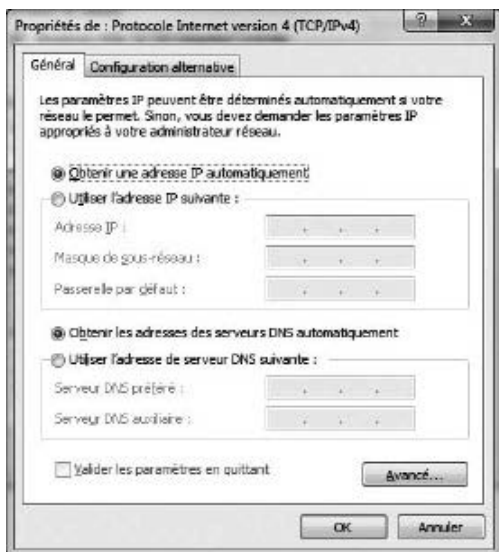 Propriétés de : Protocole Internet version 4 (TCP/IPv4)
? X
Général Configuration alternative
Les paramètres IP peuvent être déterminés automatiquement si votre
réseau le permet. Sinon, vous devez demander les paramètres IP
appropriés à votre administrateur réseau.
Obtenir une adresse IP automatiquement
Utiliser l'adresse IP suivante :
Adresse IP :
Masque de sous-réseau :
Passerelle par défaut :
Obtenir les adresses des serveurs DNS automatiquement
Utiliser l'adresse de serveur DNS suivante :
Serveur DNS préféré :
Serveur DNS auxiliaire :
Valider les paramètres en quittant
Avancé...
OK Annuler